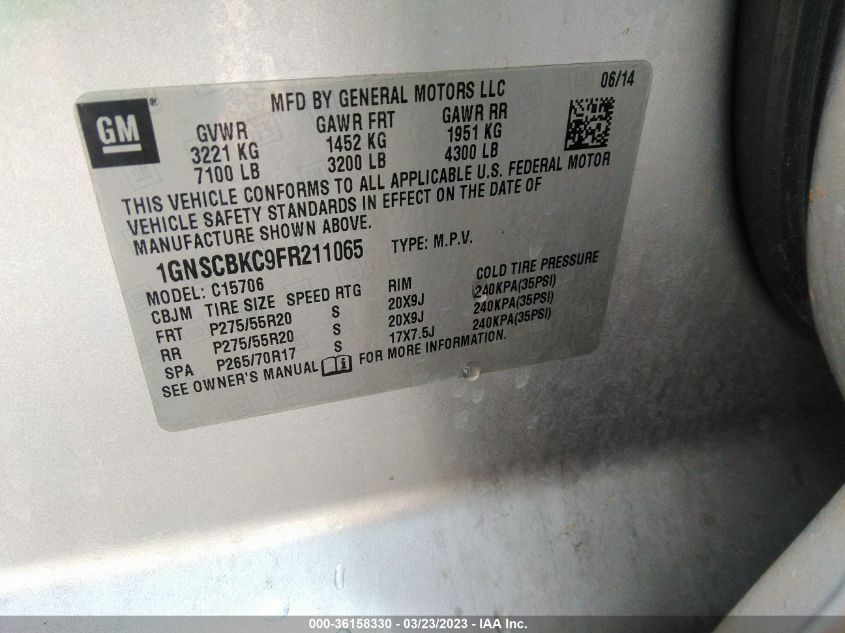 06/14
MFD BY GENERAL MOTORS LLC
GM®
GVWR GAWR FRT GAWR RR
3221 KG 1452 KG 1951 KG
7100 LB 3200 LB 4300 LB
THIS VEHICLE CONFORMS TO ALL APPLICABLE U.S. FEDERAL MOTOR
VEHICLE SAFETY STANDARDS IN EFFECT ON THE DATE OF
MANUFACTURE SHOWN ABOVE.
1GNSCBKC9FR211065 TYPE: M.P.V.
MODEL: C15706
CBJM TIRE SIZE SPEED RTG RIM COLD TIRE PRESSURE
FRT P275/55R20 S 20X9J 240KPA(35PSI)
RR P275/55R20 S 20X9J 240KPA(35PSI)
SPA P265/70R17 S 17X7.5J 240KPA(35PSI)
SEE OWNER'S MANUAL i FOR MORE INFORMATION.
000-36158330 - 03/23/2023 - IAA Inc.